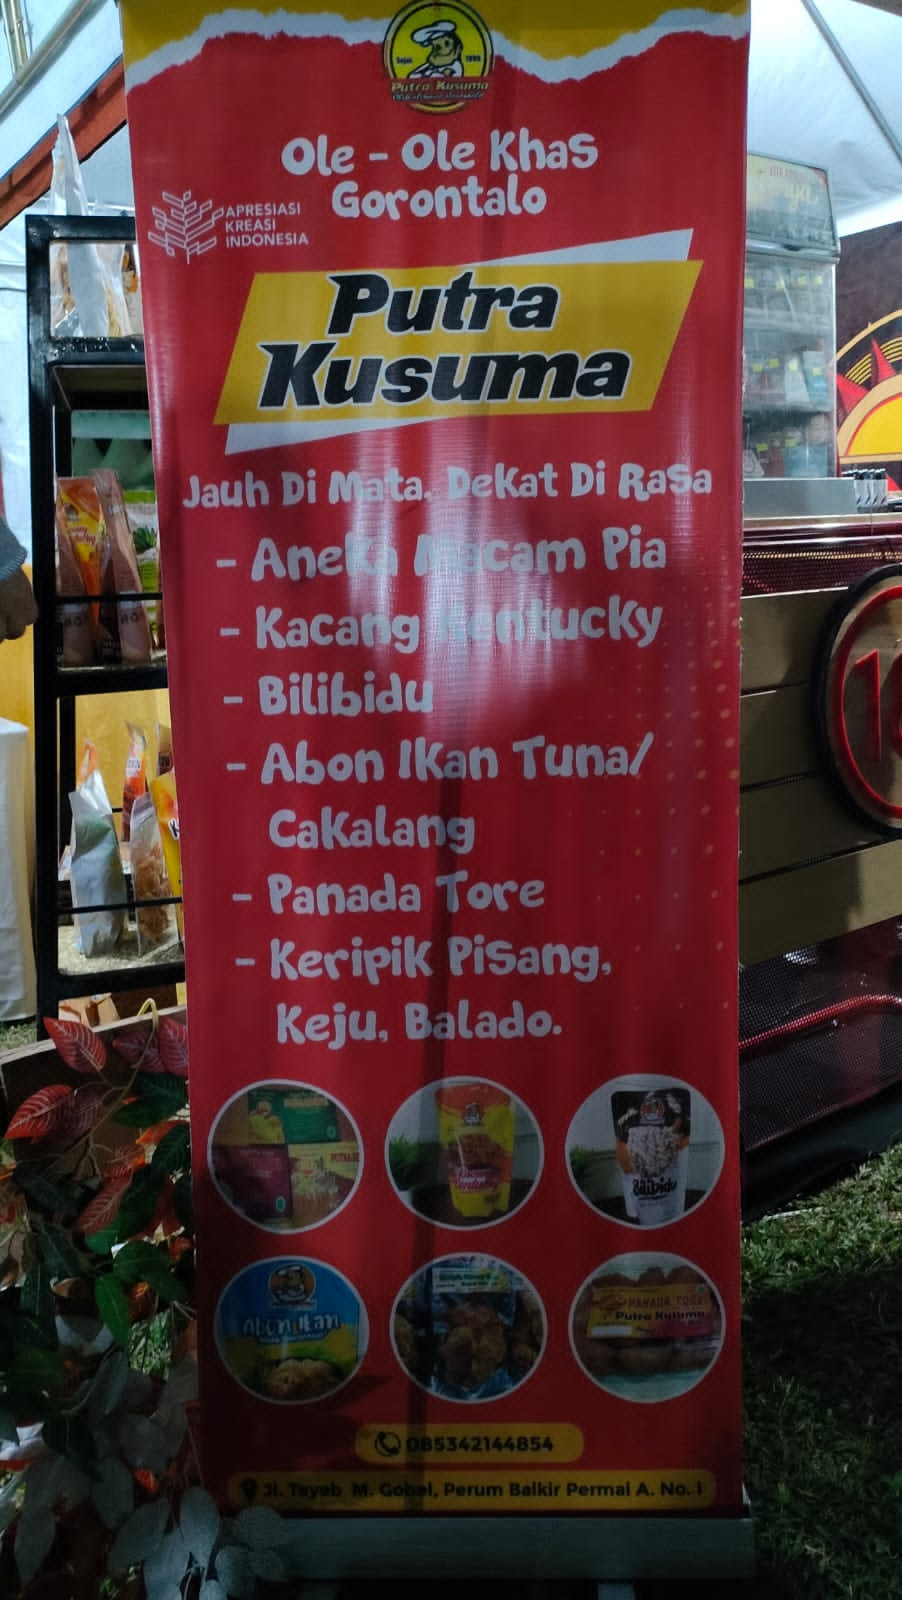 Sejak 1980
Putra Kusuma
Ole - Ole Khas
Gorontalo
APRESIASI
KREASI
INDONESIA
Putra
Kusuma
Jauh Di Mata. Dekat Di Rasa
- Aneka Macam Pia
- Kacang Kentucky
- Bilibidu
- Abon Ikan Tuna/
Cakalang
- Panada Tore
- Keripik Pisang,
Keju, Balado.
Bilibidu
Abon Ikan
PANADA TORE
Putra Kusuma
085342144854
Jl. Tayeb M. Gobel, Perum Balkir Permai A. No. 1